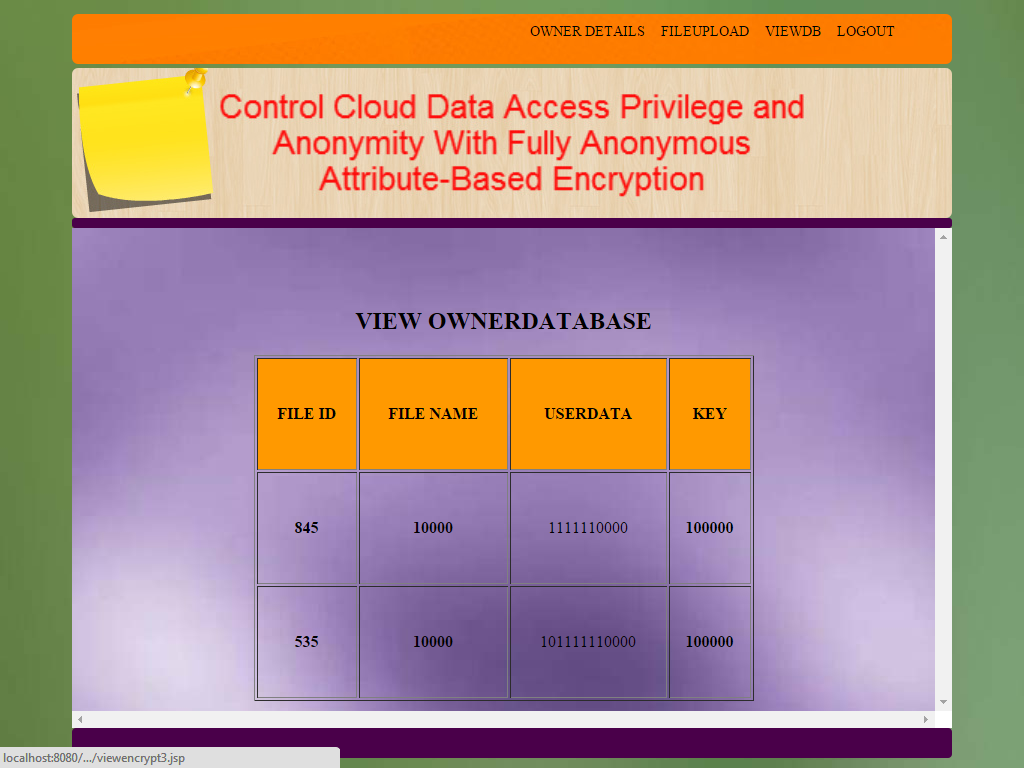 OWNER DETAILS FILEUPLOAD VIEWDB LOGOUT
Control Cloud Data Access Privilege and
Anonymity With Fully Anonymous
Attribute-Based Encryption
VIEW OWNERDATABASE
FILE ID FILE NAME USERDATA KEY
845 10000 1111110000 100000
535 10000 101111110000 100000
localhost:8080/.../viewencrypt3.jsp